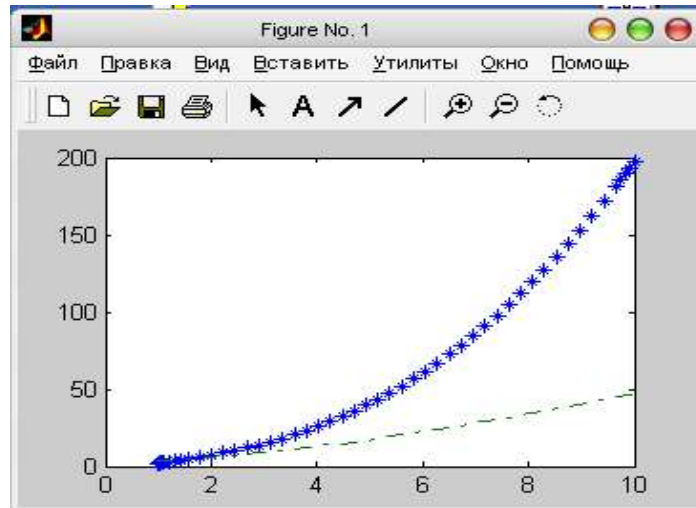 Figure No. 1
Файл Правка Вид Вставить Утилиты Окно Помощь
A
200
150
100
50
0
0 2 4 6 8 10